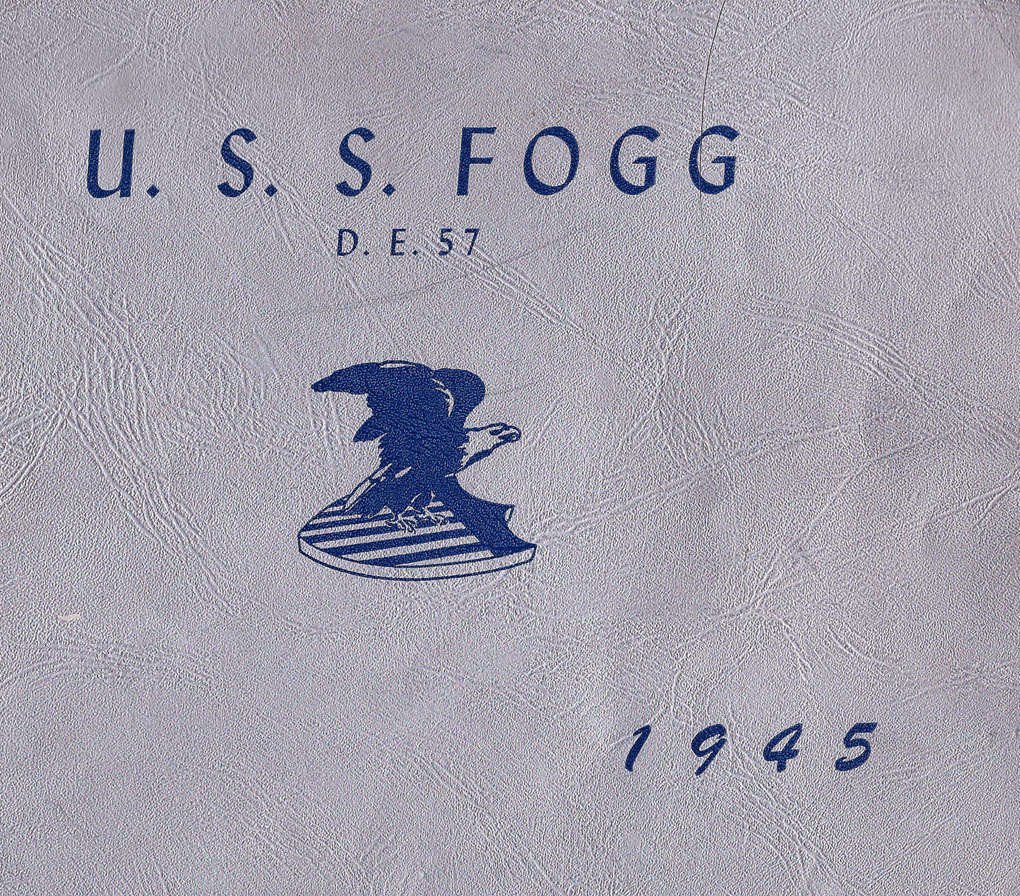 U. S. S. FOGG
D. E. 57
1945